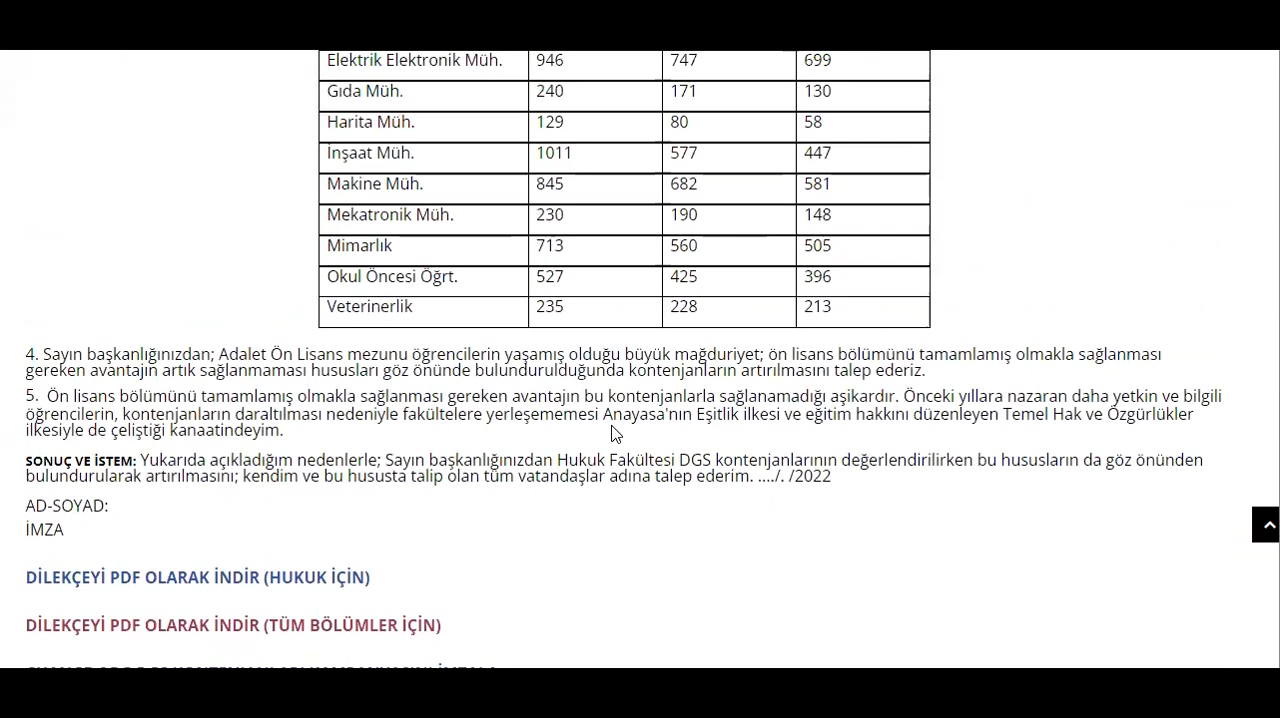 Elektrik Elektronik Müh. 946 747 699
Gıda Müh. 240 171 130
Harita Müh. 129 80 58
İnşaat Müh. 1011 577 447
Makine Müh. 845 682 581
Mekatronik Müh. 230 190 148
Mimarlık 713 560 505
Okul Öncesi Öğrt. 527 425 396
Veterinerlik 235 228 213
4. Sayın başkanlığınızdan; Adalet Ön Lisans mezunu öğrencilerin yaşamış olduğu büyük mağduriyet; ön lisans bölümünü tamamlamış olmakla sağlanması
gereken avantajın artık sağlanmaması hususları göz önünde bulundurulduğunda kontenjanların artırılmasını talep ederiz.
5. Ön lisans bölümünü tamamlamış olmakla sağlanması gereken avantajın bu kontenjanlarla sağlanamadığı aşikardır. Önceki yıllara nazaran daha yetkin ve bilgili
öğrencilerin, kontenjanların daraltılması nedeniyle fakültelere yerleşememesi Anayasa'nın Eşitlik ilkesi ve eğitim hakkını düzenleyen Temel Hak ve Özgürlükler
ilkesiyle de çeliştiği kanaatindeyim.
SONUÇ VE İSTEM: Yukarıda açıkladığım nedenlerle; Sayın başkanlığınızdan Hukuk Fakültesi DGS kontenjanlarının değerlendirilirken bu hususların da göz önünden
bulundurularak artırılmasını; kendim ve bu hususta talip olan tüm vatandaşlar adına talep ederim. ..../. /2022
AD-SOYAD:
İMZA
DİLEKÇEYİ PDF OLARAK İNDİR (HUKUK İÇİN)
DİLEKÇEYİ PDF OLARAK İNDİR (TÜM BÖLÜMLER İÇİN)